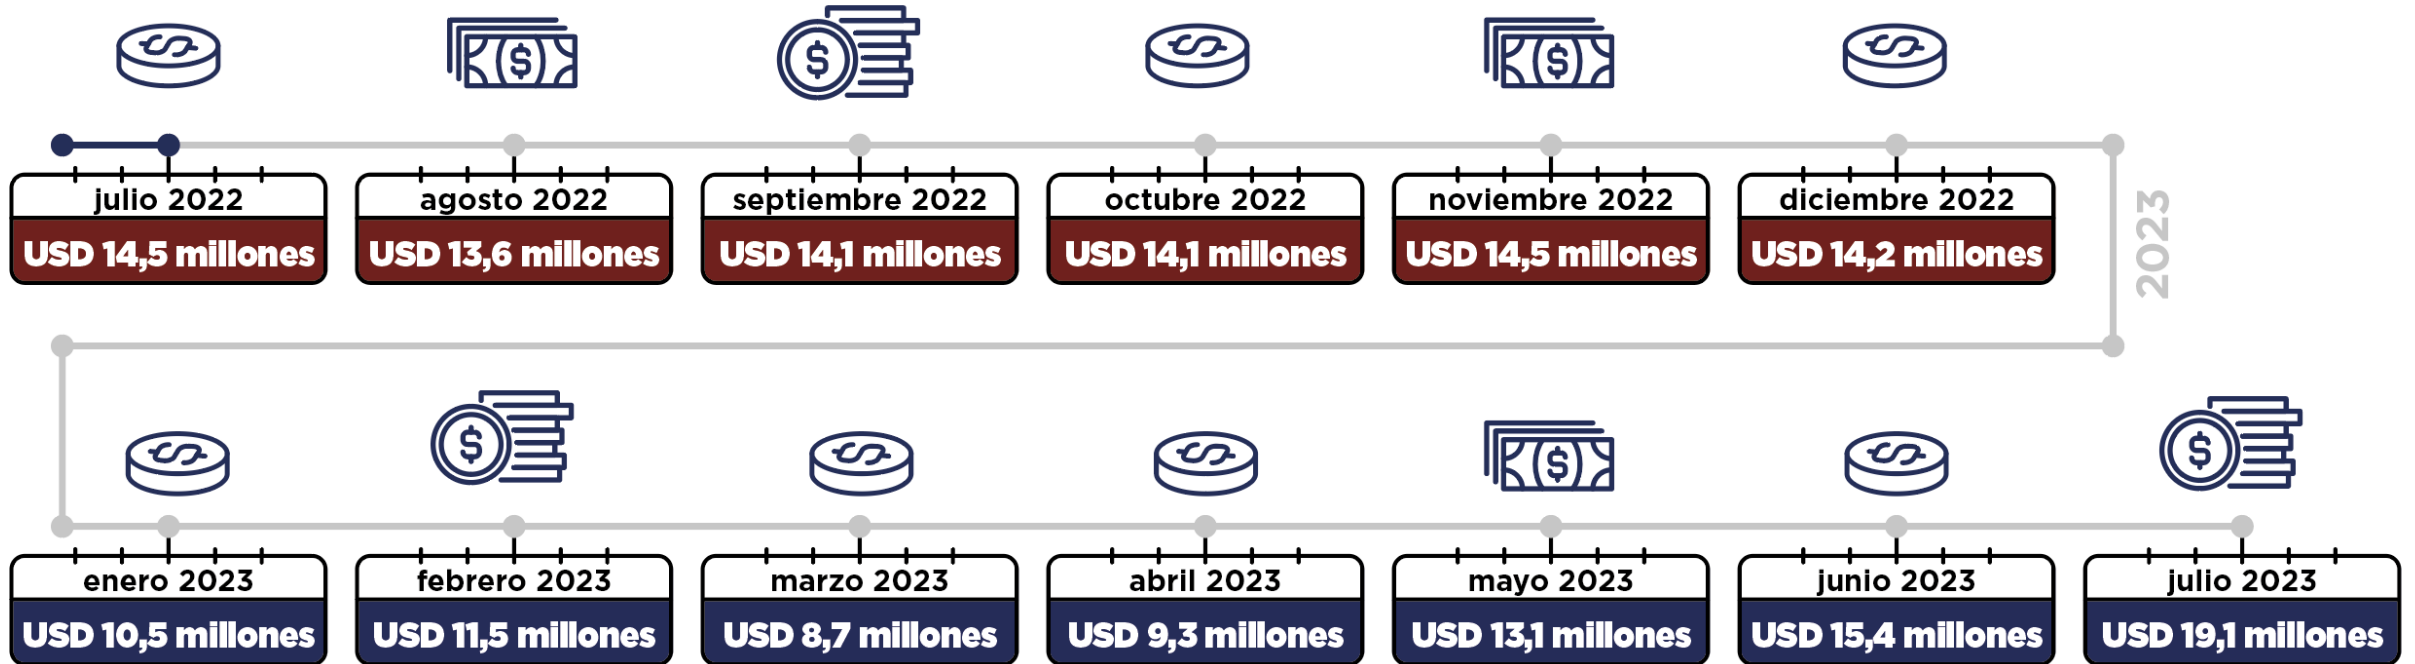 julio 2022
USD 14,5 millones
agosto 2022
USD 13,6 millones
septiembre 2022
USD 14,1 millones
octubre 2022
USD 14,1 millones
noviembre 2022
USD 14,5 millones
diciembre 2022
USD 14,2 millones
2023
enero 2023
USD 10,5 millones
febrero 2023
USD 11,5 millones
marzo 2023
USD 8,7 millones
abril 2023
USD 9,3 millones
mayo 2023
USD 13,1 millones
junio 2023
USD 15,4 millones
julio 2023
USD 19,1 millones